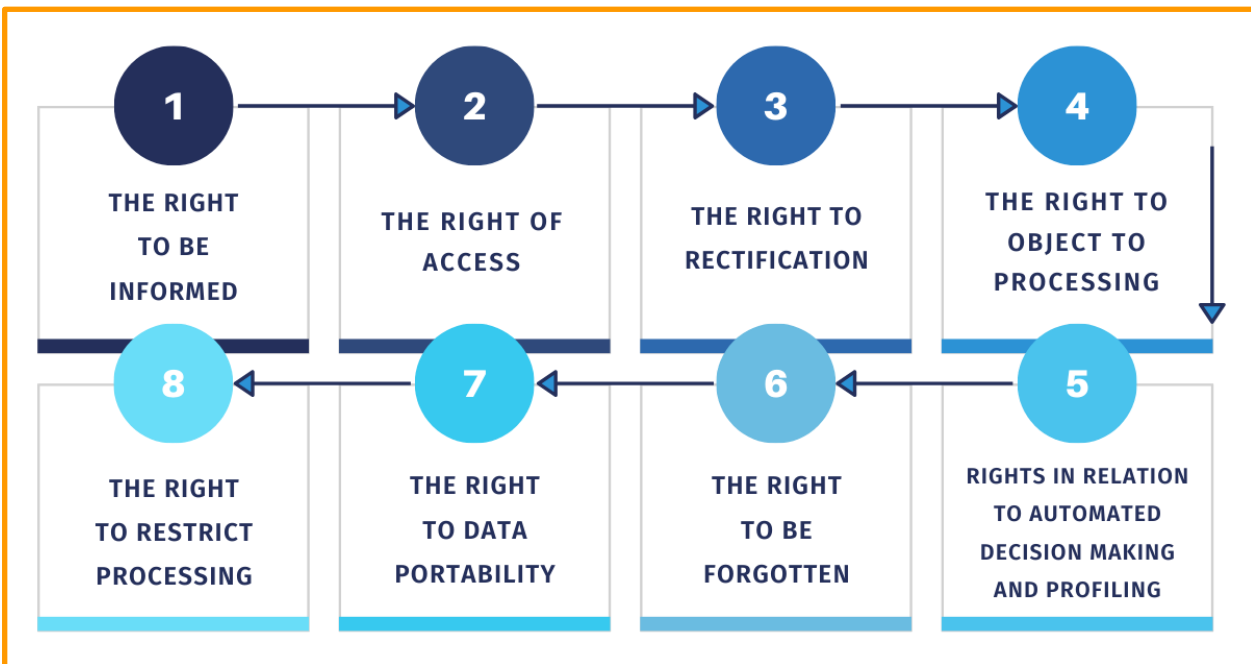 1
THE RIGHT
TO BE
INFORMED
2
THE RIGHT OF
ACCESS
3
THE RIGHT TO
RECTIFICATION
4
THE RIGHT TO
OBJECT TO
PROCESSING
5
RIGHTS IN RELATION
TO AUTOMATED
DECISION MAKING
AND PROFILING
6
THE RIGHT
TO BE
FORGOTTEN
7
THE RIGHT
TO DATA
PORTABILITY
8
THE RIGHT
TO RESTRICT
PROCESSING